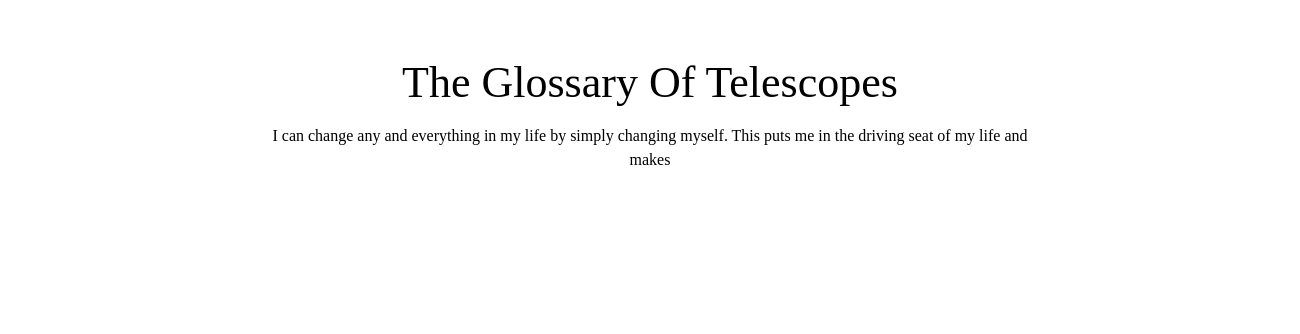 The Glossary Of Telescopes
I can change any and everything in my life by simply changing myself. This puts me in the driving seat of my life and
makes